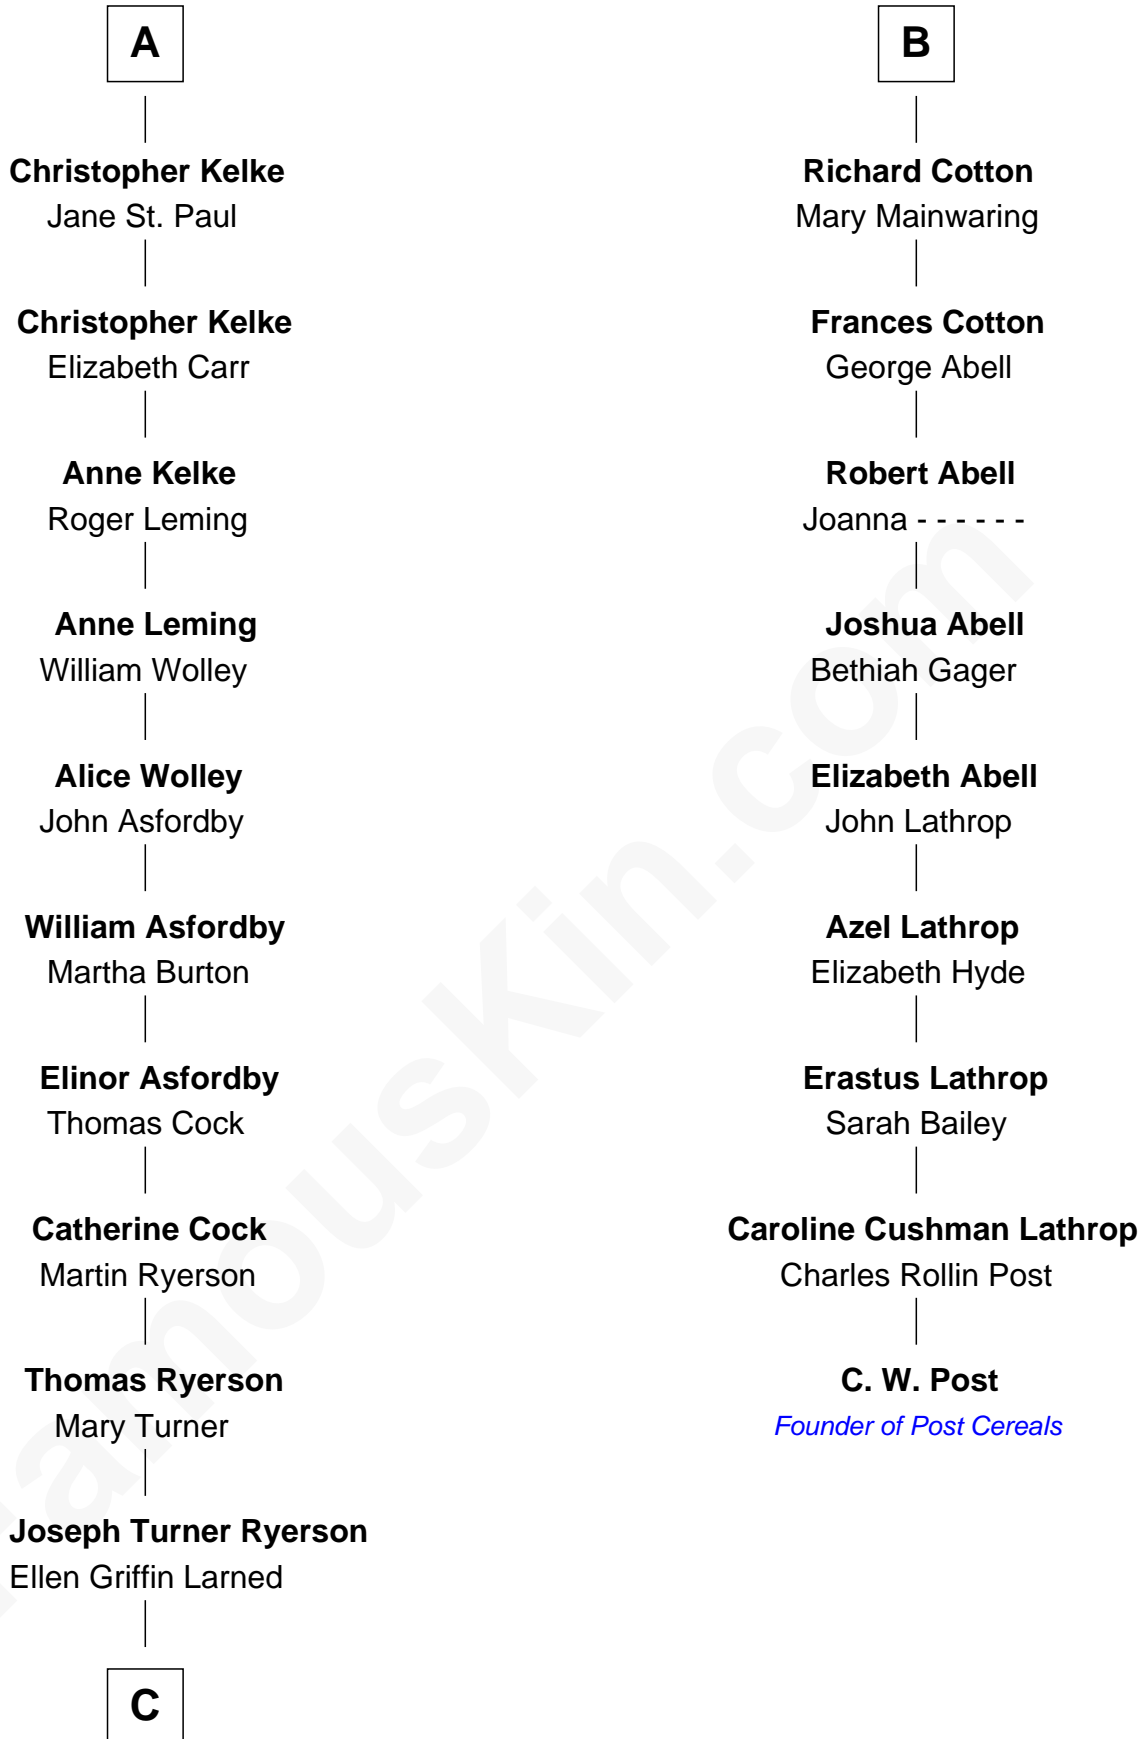 A
Christopher Kelke
Jane St. Paul
Christopher Kelke
Elizabeth Carr
Anne Kelke
Roger Leming
Anne Leming
William Wolley
Alice Wolley
John Asfordby
William Asfordby
Martha Burton
Elinor Asfordby
Thomas Cock
Catherine Cock
Martin Ryerson
Thomas Ryerson
Mary Turner
Joseph Turner Ryerson
Ellen Griffin Larned
C
B
Richard Cotton
Mary Mainwaring
Frances Cotton
George Abell
Robert Abell
Joanna - - - - - -
Joshua Abell
Bethiah Gager
Elizabeth Abell
John Lathrop
Azel Lathrop
Elizabeth Hyde
Erastus Lathrop
Sarah Bailey
Caroline Cushman Lathrop
Charles Rollin Post
C. W. Post
Founder of Post Cereals
FamousKin.com